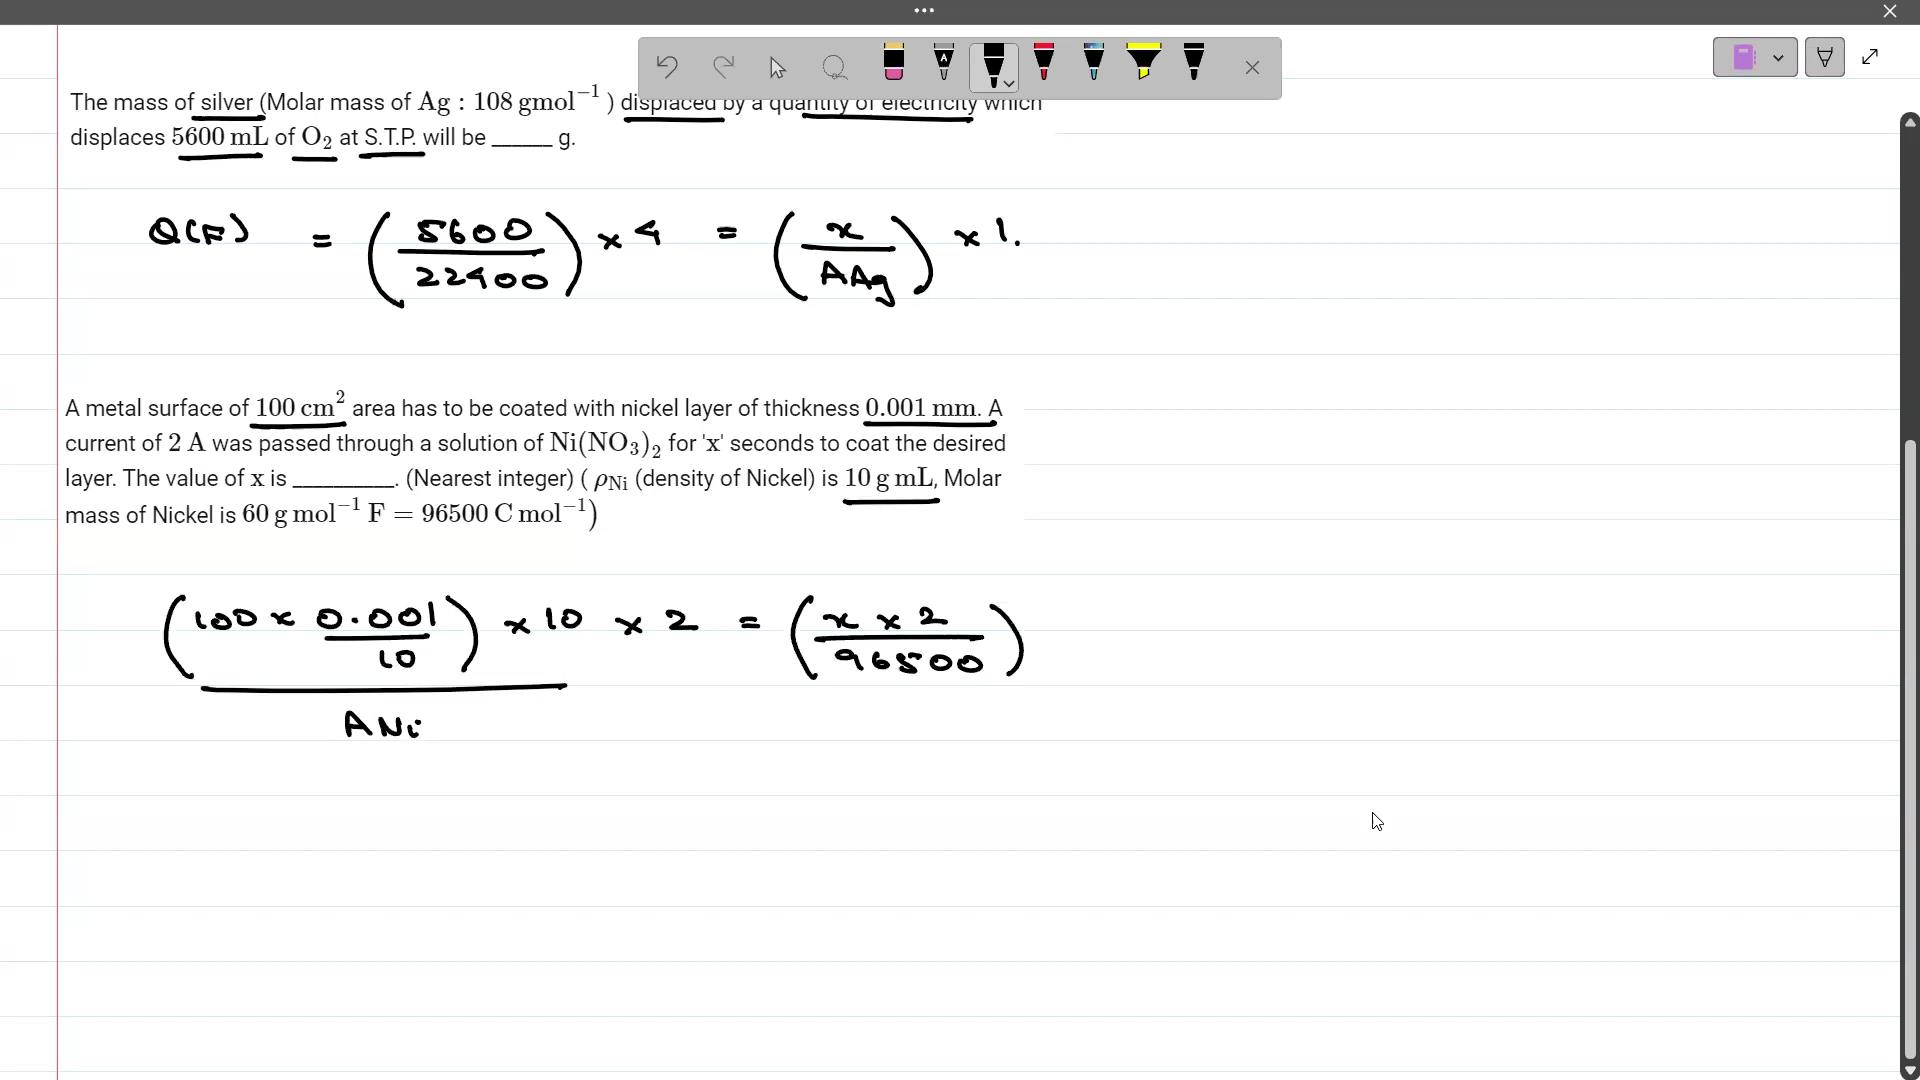 The mass of silver (Molar mass of Ag : 108 gmol⁻¹ ) displaced by a quantity of electricity which
displaces 5600 mL of O₂ at S.T.P. will be ______ g.
Q(F) = (5600/22400) × 4 = (x/AAg) × 1.
A metal surface of 100 cm² area has to be coated with nickel layer of thickness 0.001 mm. A
current of 2 A was passed through a solution of Ni(NO₃)₂ for 'x' seconds to coat the desired
layer. The value of x is __________. (Nearest integer) ( ρNi (density of Nickel) is 10 g mL, Molar
mass of Nickel is 60 g mol⁻¹ F = 96500 C mol⁻¹)
(100 × 0.001/10) × 10 × 2 = (x × 2/96500)
ANi